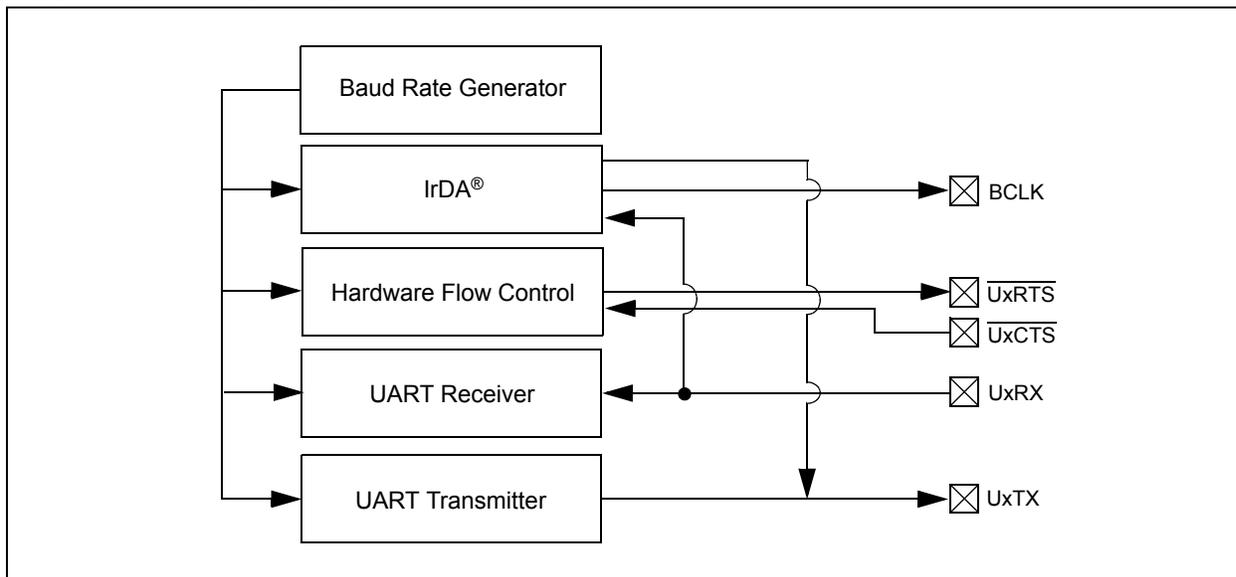 Baud Rate Generator
IrDA®
BCLK
Hardware Flow Control
UxRTS
UxCTS
UART Receiver
UxRX
UART Transmitter
UxTX